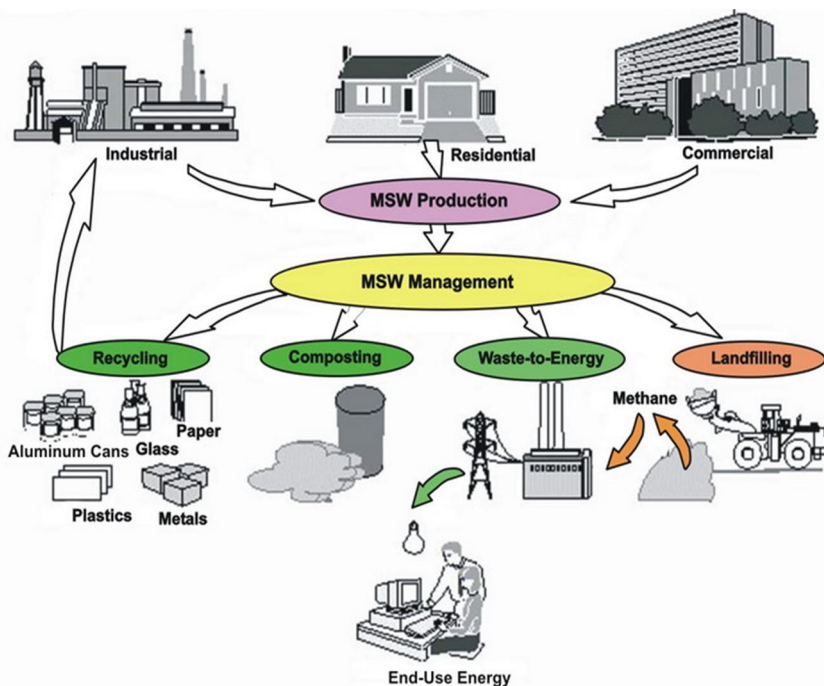 Industrial
Residential
Commercial
MSW Production
MSW Management
Recycling
Composting
Waste-to-Energy
Landfilling
Aluminum Cans
Glass
Paper
Plastics
Metals
Methane
End-Use Energy